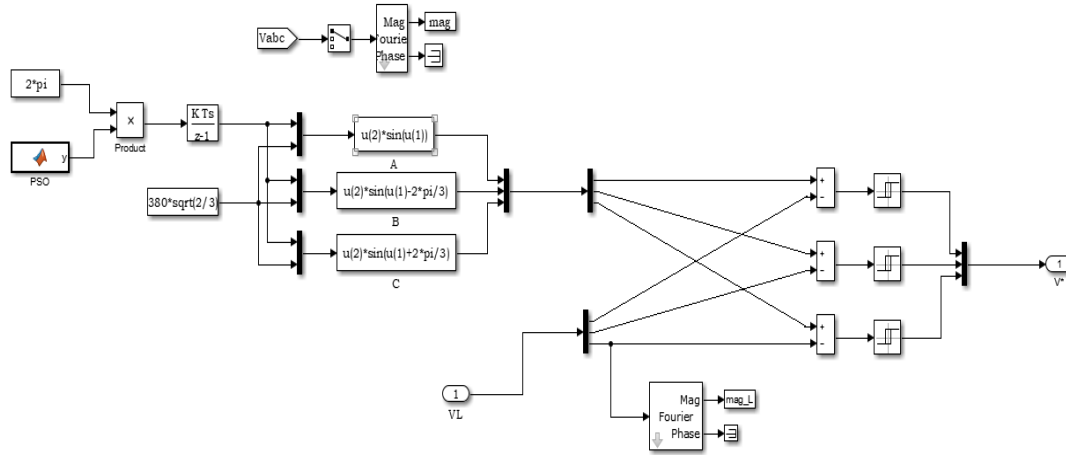 Vabc
Mag
Fourier
Phase
mag
2*pi
×
Product
K Ts
z-1
y
PSO
380*sqrt(2/3)
u(2)*sin(u(1))
A
u(2)*sin(u(1)-2*pi/3)
B
u(2)*sin(u(1)+2*pi/3)
C
+
−
+
−
+
−
1
V*
1
VL
Mag
Fourier
Phase
mag_L